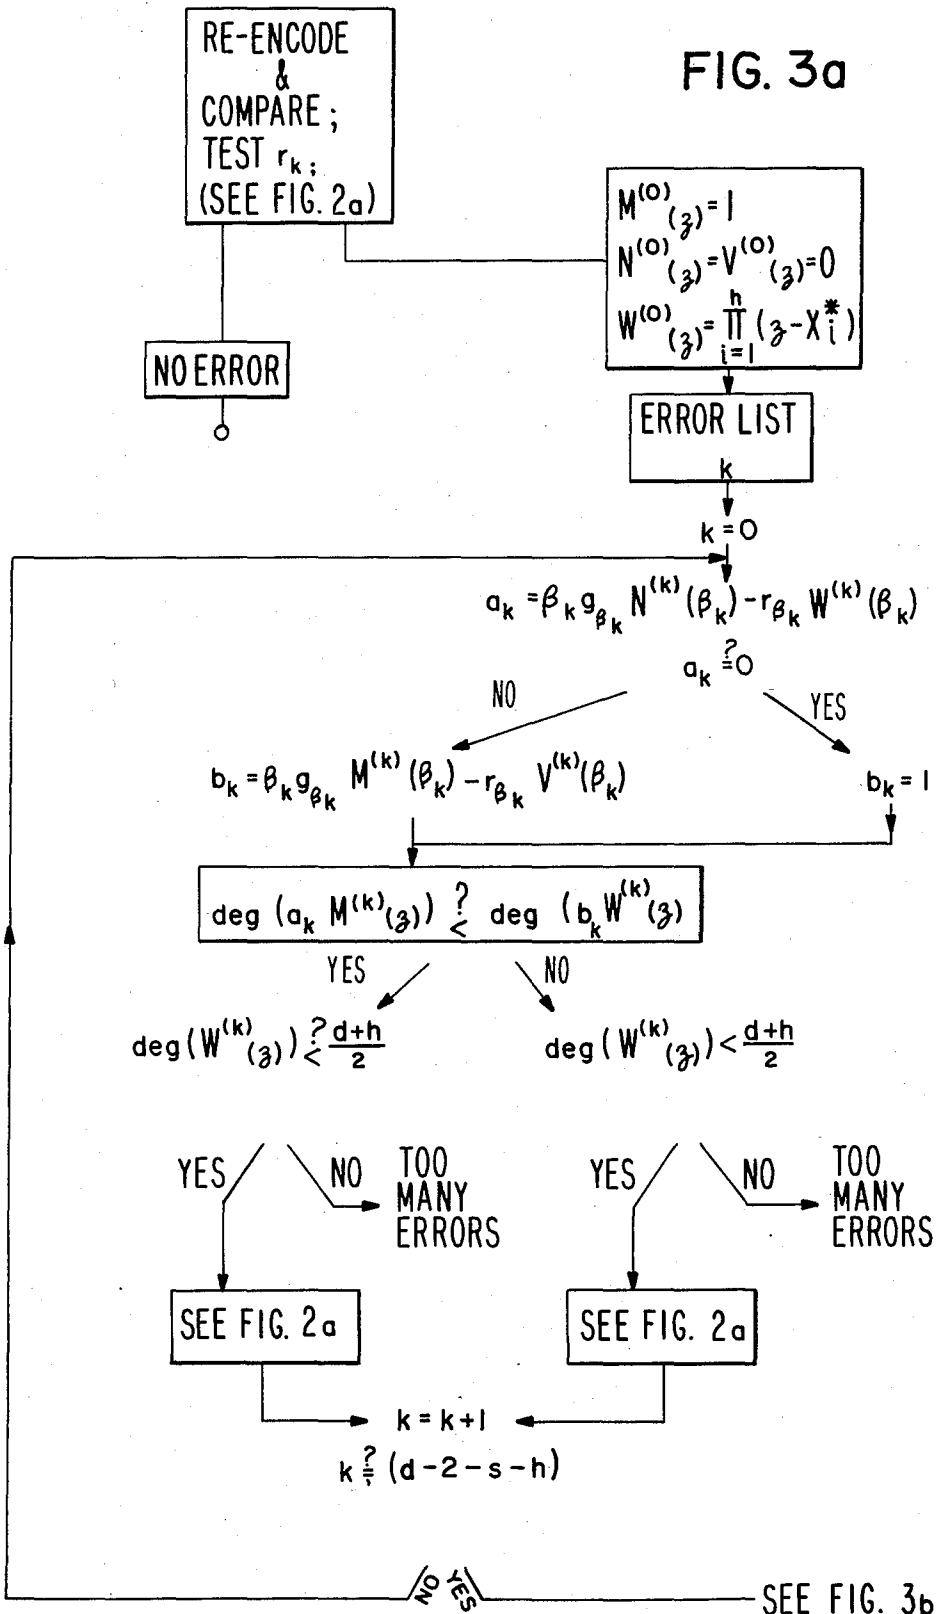 FIG. 3a
RE-ENCODE
&
COMPARE;
TEST rₖ;
(SEE FIG. 2a)
M⁽⁰⁾(z) = 1
N⁽⁰⁾(z) = V⁽⁰⁾(z) = 0
W⁽⁰⁾(z) = ∏_{i=1}^{h} (z - X*_i)
NO ERROR
ERROR LIST
k
k = 0
a_k = β_k g_{β_k} N^{(k)}(β_k) - r_{β_k} W^{(k)}(β_k)
a_k ≟ 0
NO
YES
b_k = β_k g_{β_k} M^{(k)}(β_k) - r_{β_k} V^{(k)}(β_k)
b_k = 1
deg (a_k M^{(k)}(z)) ?< deg (b_k W^{(k)}(z)
YES
NO
deg(W^{(k)}(z)) ?< (d+h)/2
deg(W^{(k)}(z)) < (d+h)/2
YES
NO
TOO
MANY
ERRORS
YES
NO
TOO
MANY
ERRORS
SEE FIG. 2a
SEE FIG. 2a
k = k+1
k ≟ (d-2-s-h)
NO
YES
SEE FIG. 3b